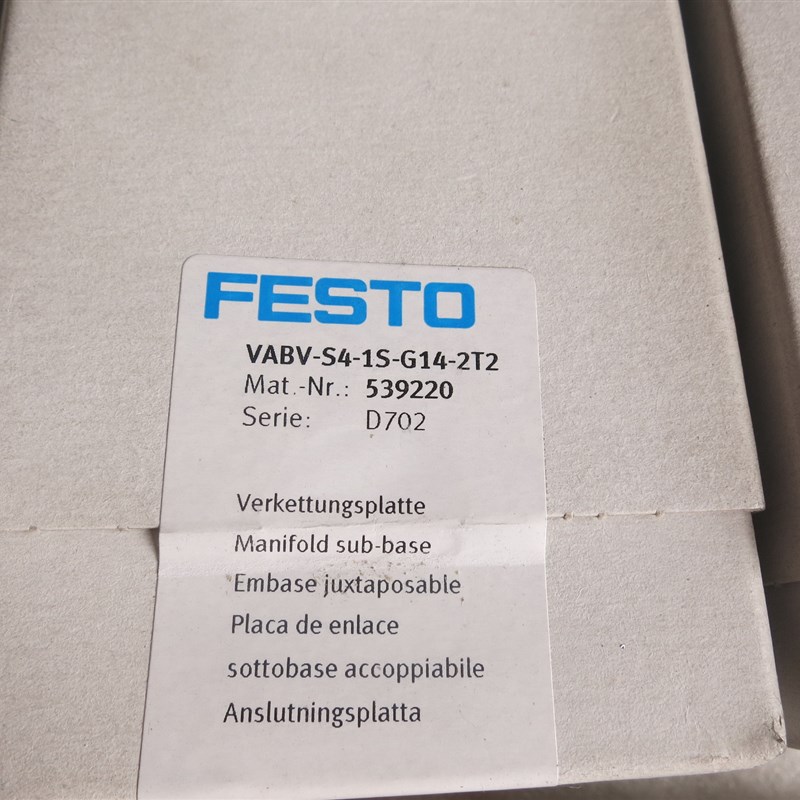 FESTO
VABV-S4-1S-G14-2T2
Mat.-Nr.: 539220
Serie: D702
Verkettungsplatte
Manifold sub-base
Embase juxtaposable
Placa de enlace
sottobase accoppiabile
Anslutningsplatta